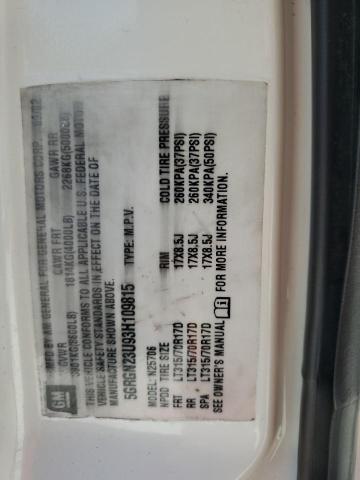 GM
MFD BY AM GENERAL FOR GENERAL MOTORS CORP.
GVWR GAWR FRT GAWR RR
3901KG(8600LB) 1814KG(4000LB) 2268KG(5000LB)
THIS VEHICLE CONFORMS TO ALL APPLICABLE U.S. FEDERAL MOTOR
VEHICLE SAFETY STANDARDS IN EFFECT ON THE DATE OF
MANUFACTURE SHOWN ABOVE.
5GRGN23U93H109815 TYPE: M.P.V.
MODEL: N25706
NPDD TIRE SIZE RIM COLD TIRE PRESSURE
FRT LT315/70R17D 17X8.5J 260KPA(37PSI)
RR LT315/70R17D 17X8.5J 260KPA(37PSI)
SPA LT315/70R17D 17X8.5J 340KPA(50PSI)
SEE OWNER'S MANUAL FOR MORE INFORMATION.